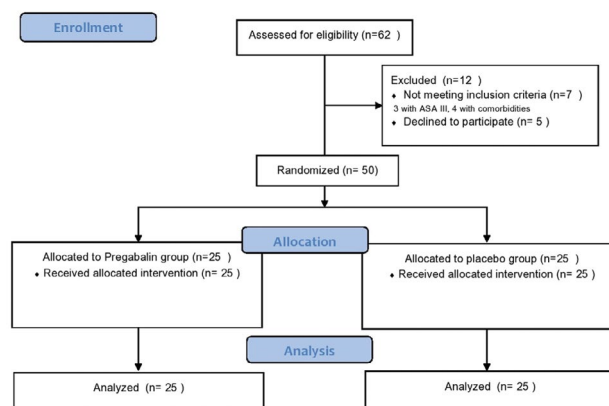 Enrollment
Assessed for eligibility (n=62 )
Excluded (n=12 )
♦ Not meeting inclusion criteria (n=7 )
3 with ASA III, 4 with comorbidities
♦ Declined to participate (n= 5 )
Randomized (n= 50)
Allocation
Allocated to Pregabalin group (n=25 )
♦ Received allocated intervention (n= 25 )
Allocated to placebo group (n=25 )
♦ Received allocated intervention (n= 25 )
Analysis
Analyzed (n= 25 )
Analyzed (n= 25 )